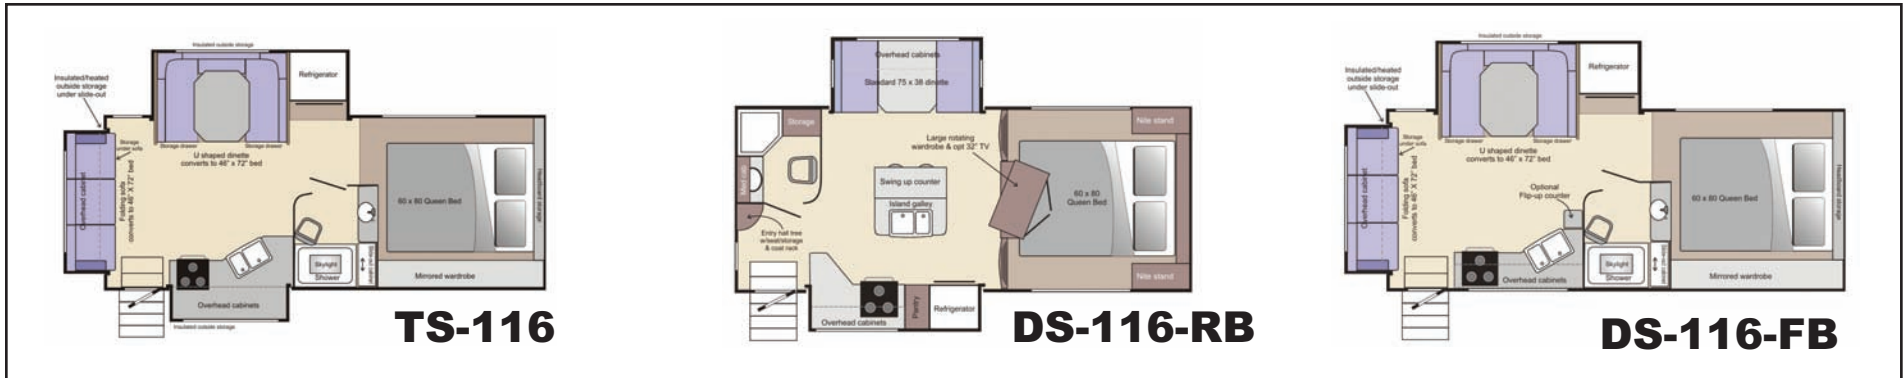 Insulated outside storage
Insulated/heated
outside storage
under slide-out
Refrigerator
Storage
under sofa
Storage drawer
Storage drawer
U shaped dinette
converts to 46" x 72" bed
Overhead cabinet
Folding sofa
converts to 46" X 72" bed
60 x 80 Queen Bed
Headboard storage
Skylight
Shower
Slide-out cabinet
Mirrored wardrobe
Overhead cabinets
Insulated outside storage
TS-116
Overhead cabinets
Standard 75 x 38 dinette
Storage
Nite stand
Large rotating
wardrobe & opt 32" TV
Swing up counter
Island galley
60 x 80
Queen Bed
Entry hall tree
w/seat/storage
& coat rack
Nite stand
Pantry
Refrigerator
Overhead cabinets
DS-116-RB
Insulated outside storage
Insulated/heated
outside storage
under slide-out
Refrigerator
Storage
under sofa
Storage drawer
Storage drawer
U shaped dinette
converts to 46" x 72" bed
Overhead cabinet
Folding sofa
converts to 46" X 72" bed
Optional
Flip-up counter
60 x 80 Queen Bed
Headboard storage
Skylight
Shower
Slide-out cabinet
Mirrored wardrobe
Overhead cabinets
DS-116-FB